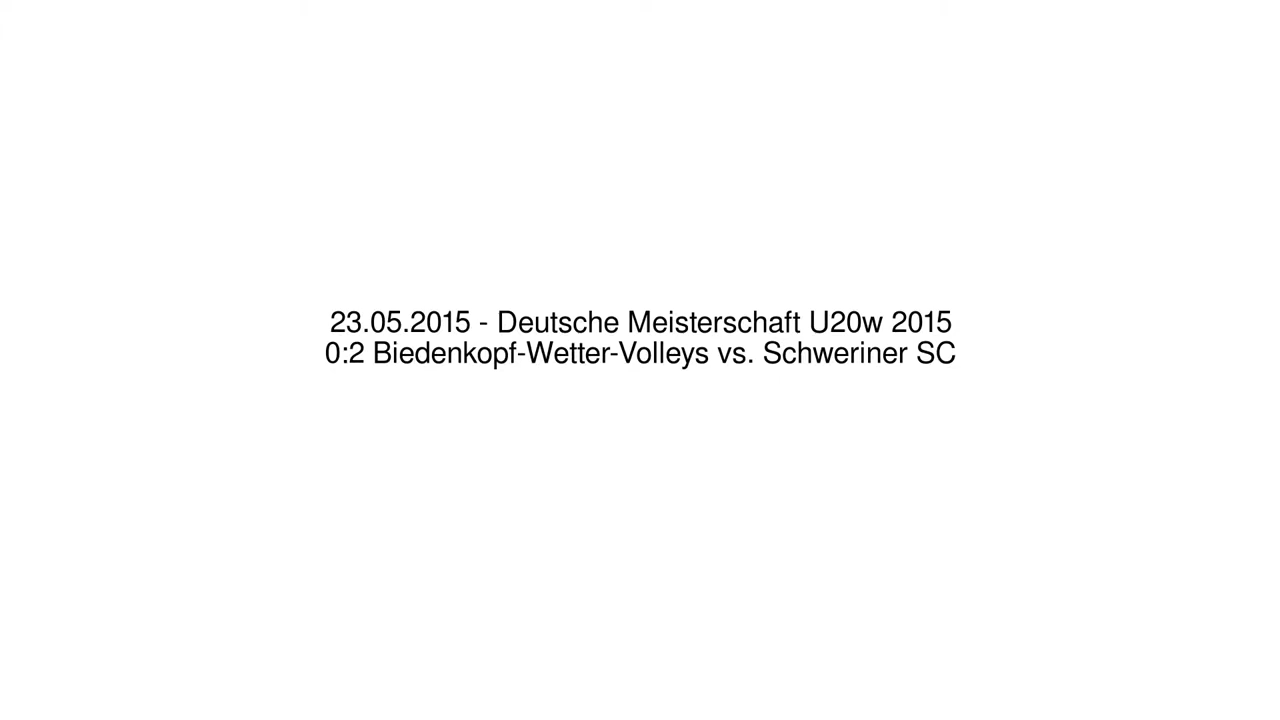 23.05.2015 - Deutsche Meisterschaft U20w 2015
0:2 Biedenkopf-Wetter-Volleys vs. Schweriner SC